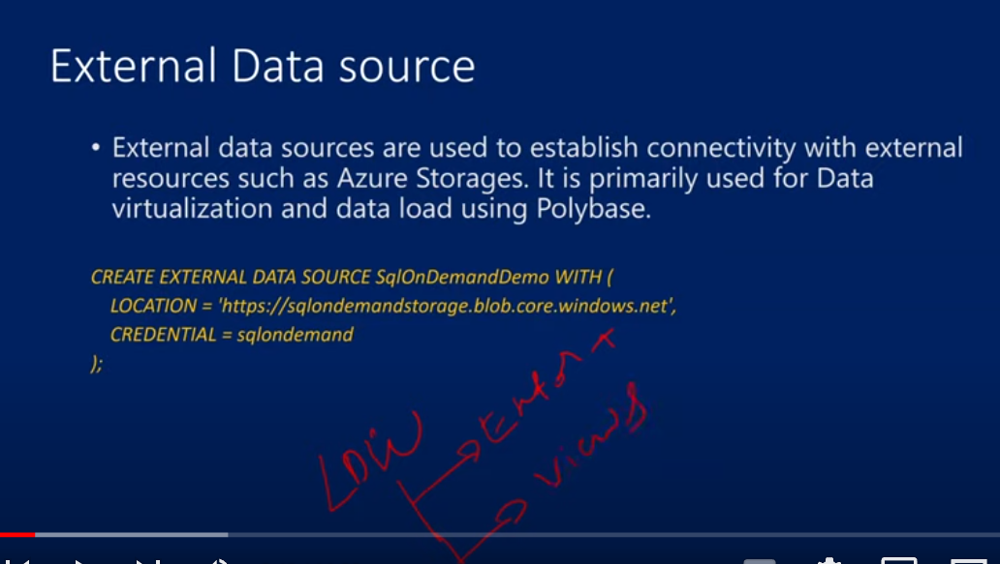 External Data source
• External data sources are used to establish connectivity with external
resources such as Azure Storages. It is primarily used for Data
virtualization and data load using Polybase.
CREATE EXTERNAL DATA SOURCE SqlOnDemandDemo WITH (
LOCATION = 'https://sqlondemandstorage.blob.core.windows.net',
CREDENTIAL = sqlondemand
);
LDW
Views